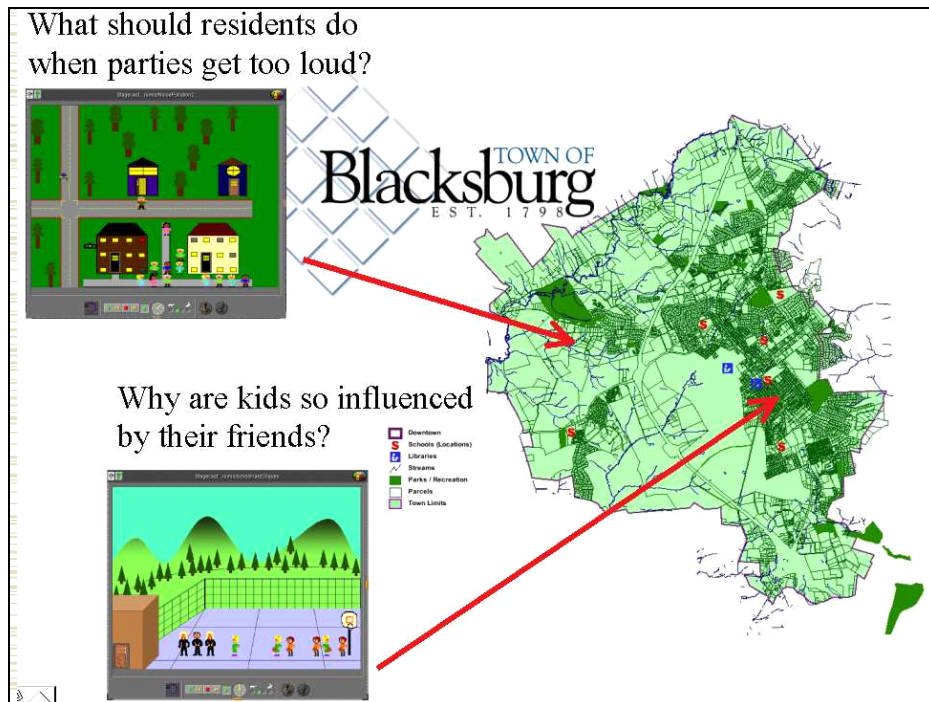 What should residents do
when parties get too loud?
TOWN OF
Blacksburg
EST. 1798
Why are kids so influenced
by their friends?
Downtown
S Schools (Locations)
Libraries
Streams
Parks / Recreation
Parcels
Town Limits
S
S
S
S
S
S